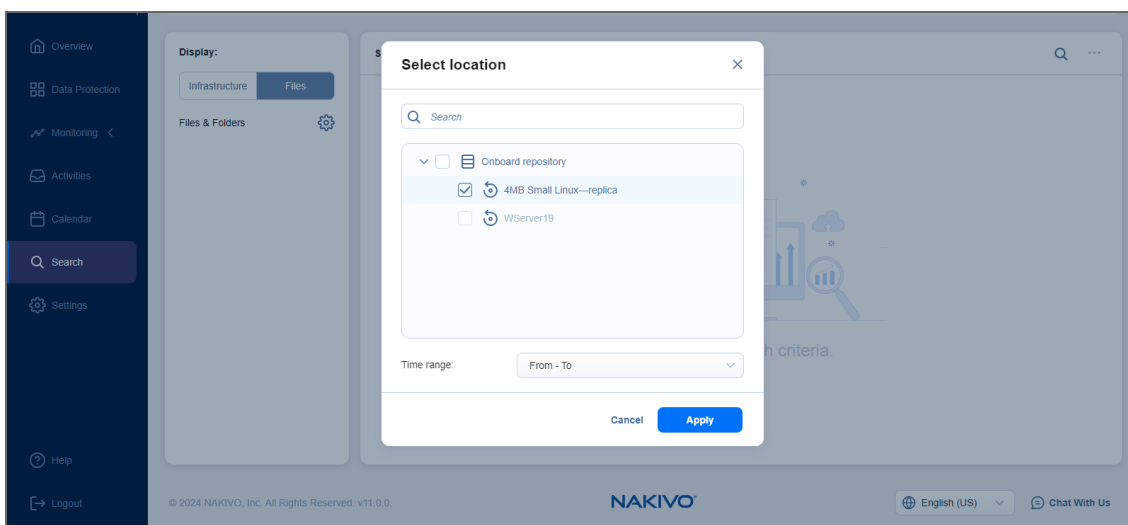 Overview
Data Protection
Monitoring
Activities
Calendar
Search
Settings
Help
Logout
Display:
Infrastructure
Files
Files & Folders
S
Select location
Search
Onboard repository
4MB Small Linux---replica
WServer19
Time range:
From - To
Cancel
Apply
h criteria.
© 2024 NAKIVO, Inc. All Rights Reserved. v11.0.0.
NAKIVO
English (US)
Chat With Us